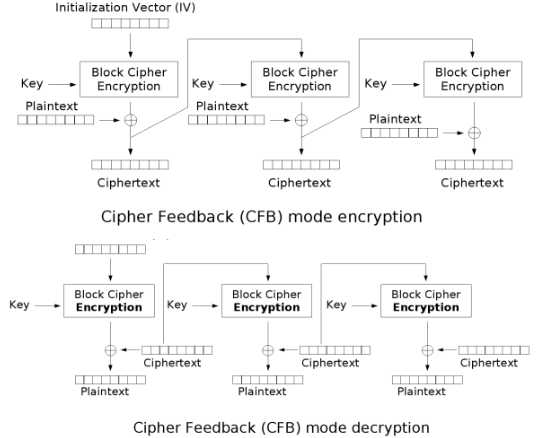 Initialization Vector (IV)
Block Cipher
Encryption
Block Cipher
Encryption
Block Cipher
Encryption
Key
Key
Key
Plaintext
Plaintext
Plaintext
Ciphertext
Ciphertext
Ciphertext
Cipher Feedback (CFB) mode encryption
Block Cipher
Encryption
Block Cipher
Encryption
Block Cipher
Encryption
Key
Key
Key
Ciphertext
Ciphertext
Ciphertext
Plaintext
Plaintext
Plaintext
Cipher Feedback (CFB) mode decryption